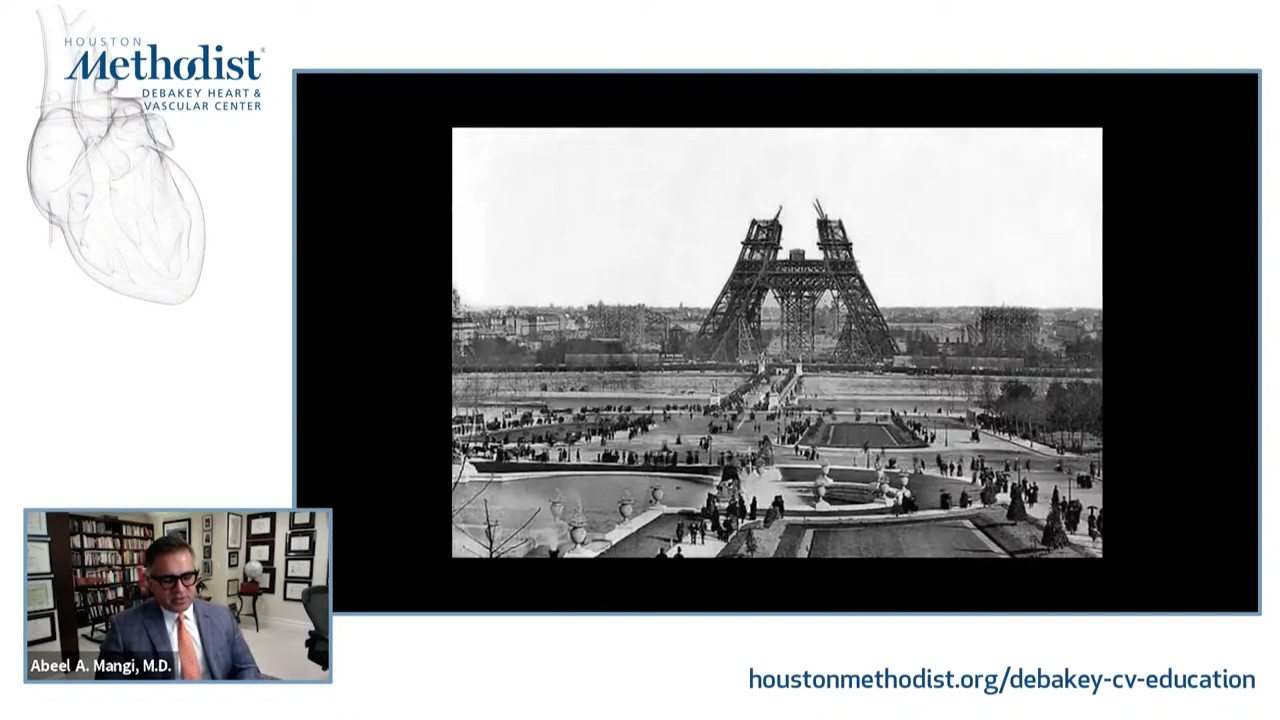 HOUSTON
Methodist®
DEBAKEY HEART &
VASCULAR CENTER
Abeel A. Mangi, M.D.
houstonmethodist.org/debakey-cv-education